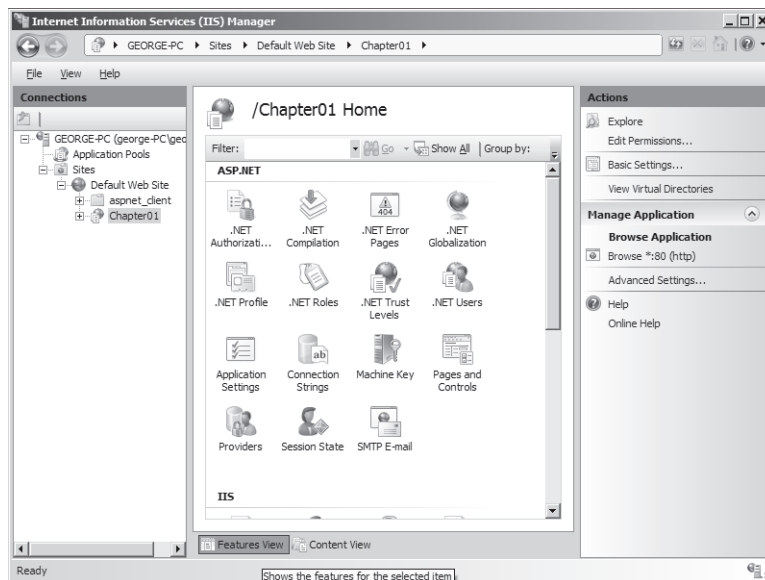 Internet Information Services (IIS) Manager
GEORGE-PC Sites Default Web Site Chapter01
File View Help
Connections
GEORGE-PC (george-PC\geo
Application Pools
Sites
Default Web Site
aspnet_client
Chapter01
/Chapter01 Home
Filter: Go Show All Group by:
ASP.NET
.NET Authorizati...
.NET Compilation
.NET Error Pages
.NET Globalization
.NET Profile
.NET Roles
.NET Trust Levels
.NET Users
Application Settings
Connection Strings
Machine Key
Pages and Controls
Providers
Session State
SMTP E-mail
IIS
Features View Content View
Actions
Explore
Edit Permissions...
Basic Settings...
View Virtual Directories
Manage Application
Browse Application
Browse *:80 (http)
Advanced Settings...
Help
Online Help
Ready
Shows the features for the selected item
404
ab